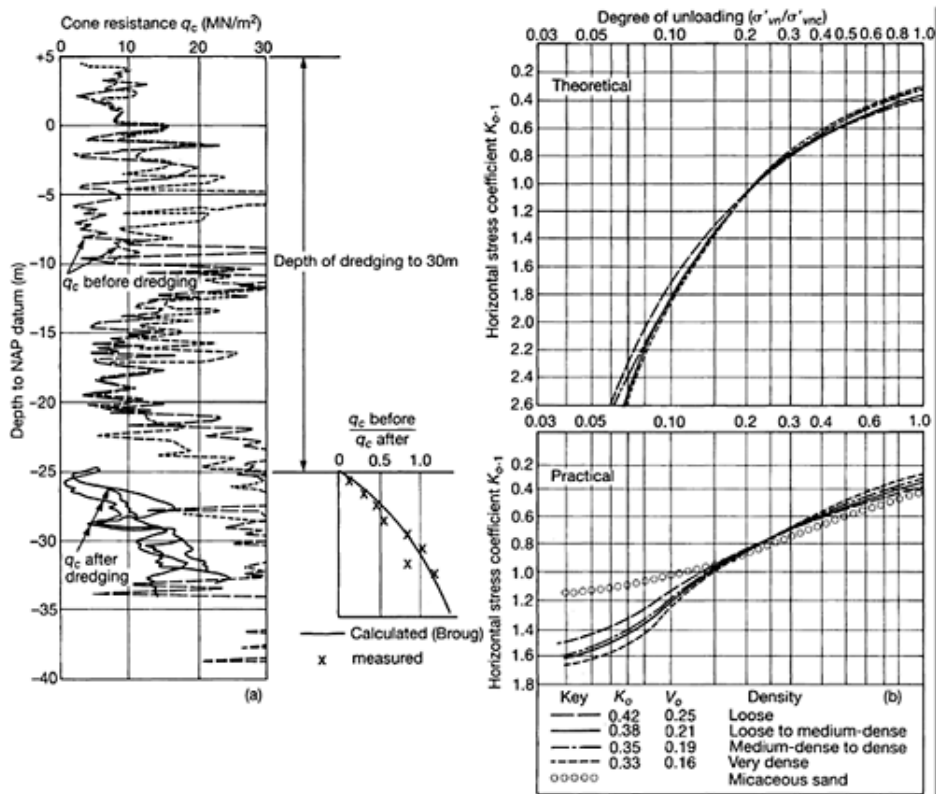 Cone resistance q_c (MN/m²)
0 10 20 30
+5
0
−5
−10
−15
−20
−25
−30
−35
−40
Depth to NAP datum (m)
q_c before dredging
q_c after
dredging
(a)
Depth of dredging to 30m
q_c before
q_c after
0 0.5 1.0
Calculated (Broug)
x measured
Degree of unloading (σ'vn/σ'vnc)
0.03 0.05 0.10 0.2 0.3 0.4 0.5 0.6 0.8 1.0
0.2
0.4
0.6
0.8
1.0
1.2
1.4
1.6
1.8
2.0
2.2
2.4
2.6
Horizontal stress coefficient K_o-1
Theoretical
0.03 0.05 0.10 0.2 0.3 0.4 0.6 1.0
0.2
0.4
0.6
0.8
1.0
1.2
1.4
1.6
1.8
Horizontal stress coefficient K_o-1
Practical
Key K_o V_o Density (b)
0.42 0.25 Loose
0.38 0.21 Loose to medium-dense
0.35 0.19 Medium-dense to dense
0.33 0.16 Very dense
Micaceous sand